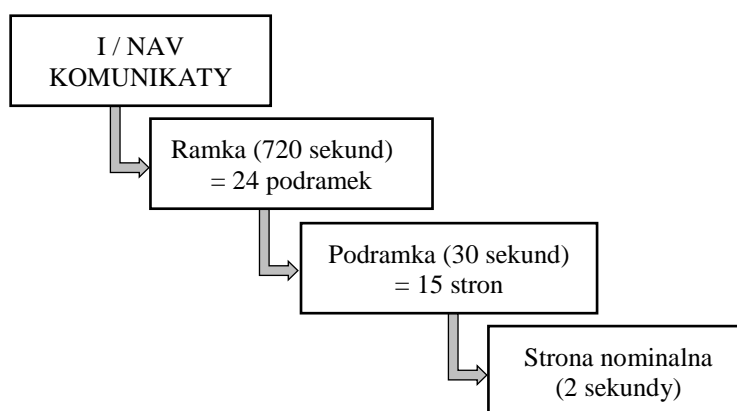 I / NAV
KOMUNIKATY
Ramka (720 sekund)
= 24 podramek
Podramka (30 sekund)
= 15 stron
Strona nominalna
(2 sekundy)